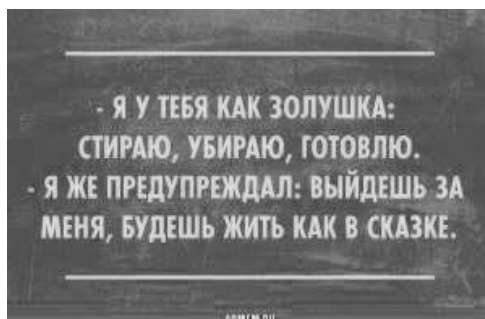 - Я У ТЕБЯ КАК ЗОЛУШКА:
СТИРАЮ, УБИРАЮ, ГОТОВЛЮ.
- Я ЖЕ ПРЕДУПРЕЖДАЛ: ВЫЙДЕШЬ ЗА
МЕНЯ, БУДЕШЬ ЖИТЬ КАК В СКАЗКЕ.